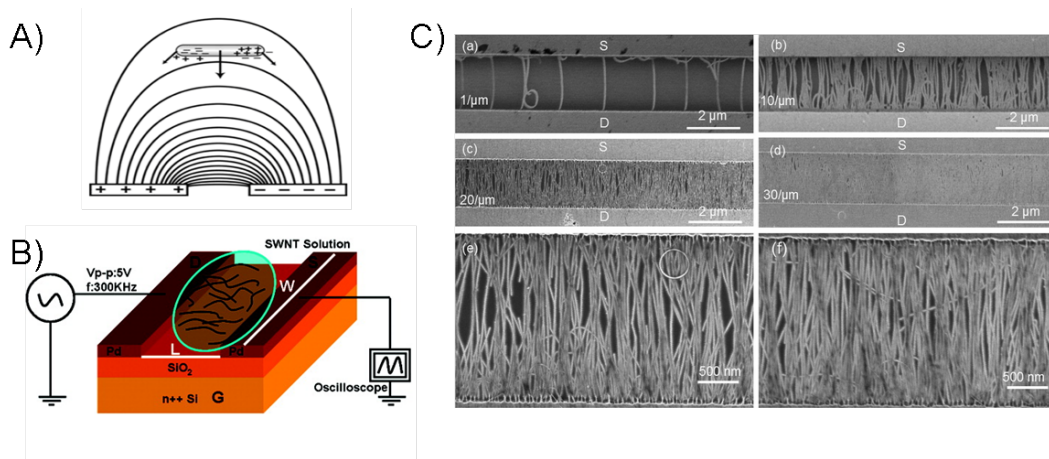 A)
+ + + + − − − −
B)
Vp-p:5V
f:300KHz
SWNT Solution
D
S
W
L
Pd
Pd
SiO₂
n++ Si
G
Oscilloscope
C)
(a)
S
1/μm
D
2 μm
(b)
S
10/μm
D
2 μm
(c)
S
20/μm
D
2 μm
(d)
S
30/μm
D
2 μm
(e)
500 nm
(f)
500 nm